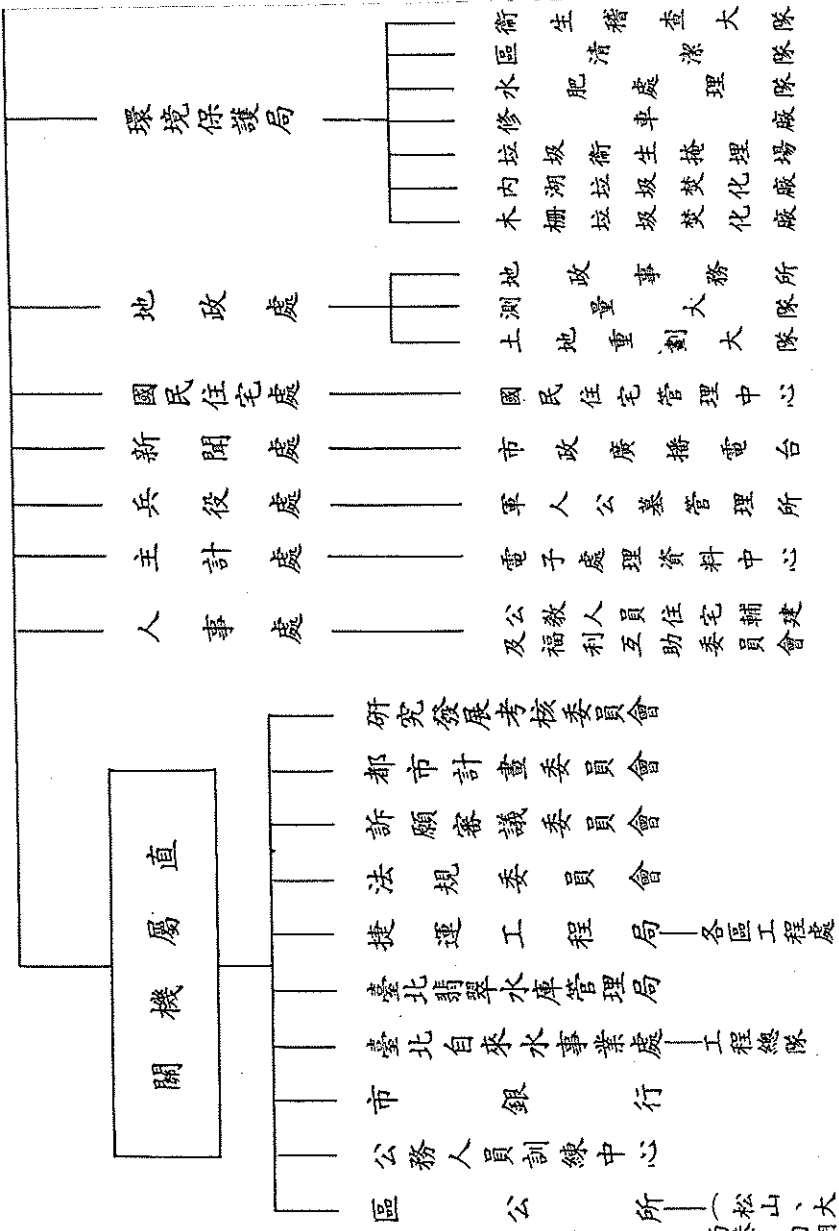 環境保護局
衛生稽查大隊
區清潔隊
水肥處理隊
修車廠
垃圾衛生掩埋場
內湖垃圾焚化廠
木柵垃圾焚化廠
地政處
地政事務所
測量大隊
土地重劃大隊
國民住宅處
國民住宅管理中心
新聞處
市政廣播電台
兵役處
軍人公墓管理所
主計處
電子處理資料中心
人事處
公教人員住宅輔建
及福利互助委員會
直屬機關
研究發展考核委員會
都市計畫委員會
訴願審議委員會
法規委員會
捷運工程局
各區工程處
臺北翡翠水庫管理局
臺北自來水事業處
工程總隊
市銀行
公務人員訓練中心
區公所
(松山、大